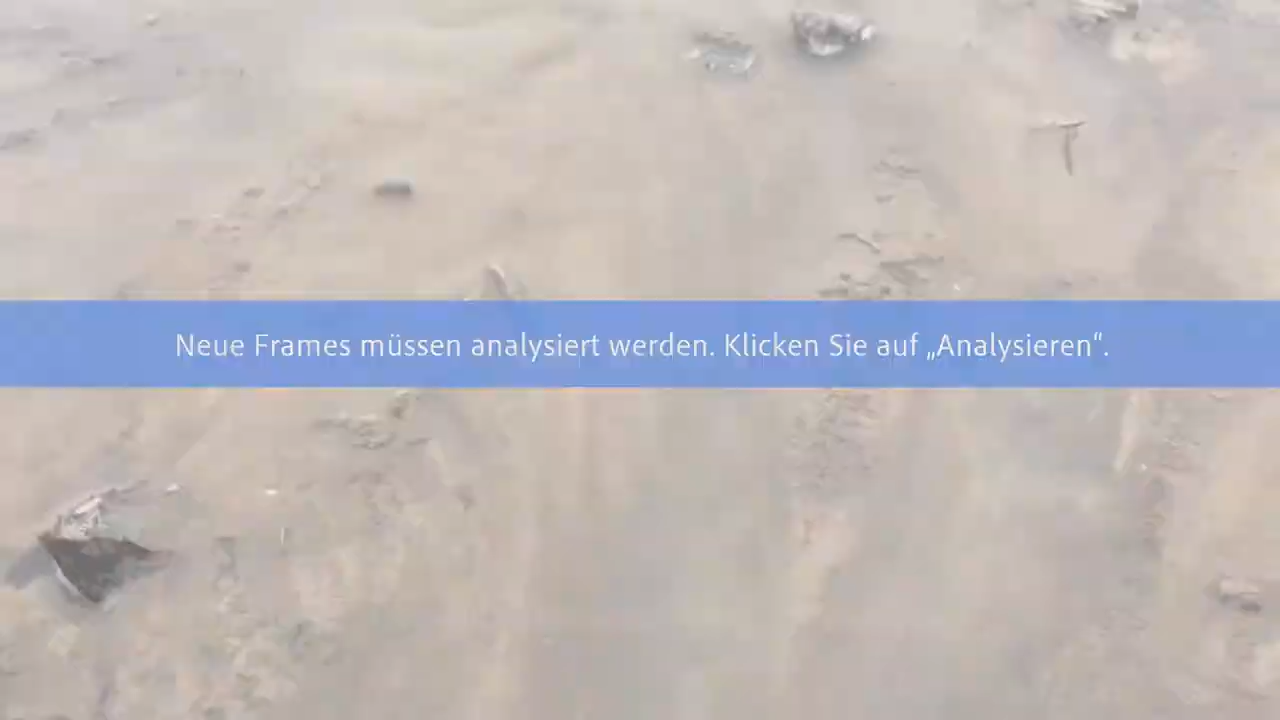 Neue Frames müssen analysiert werden. Klicken Sie auf „Analysieren“.